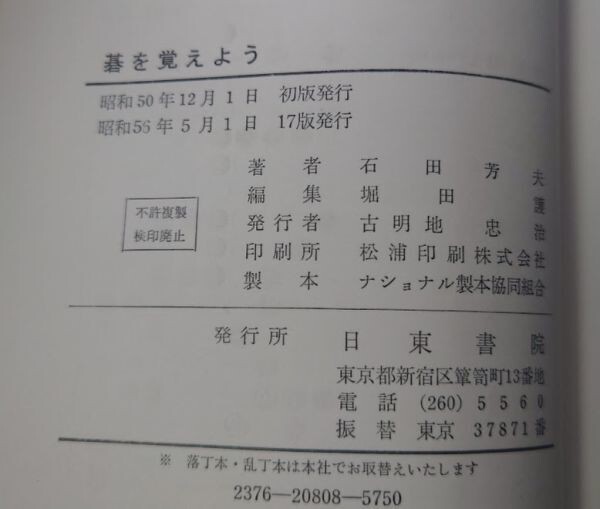 碁を覚えよう
昭和50年12月1日 初版発行
昭和56年5月1日 17版発行
著者 石田芳夫
編集 堀田護
発行者 古明地忠治
印刷所 松浦印刷株式会社
製本 ナショナル製本協同組合
不許複製
検印廃止
発行所 日東書院
東京都新宿区簞笥町13番地
電話 (260) 5560
振替 東京 37871番
※ 落丁本・乱丁本は本社でお取替えいたします
2376―20808―5750